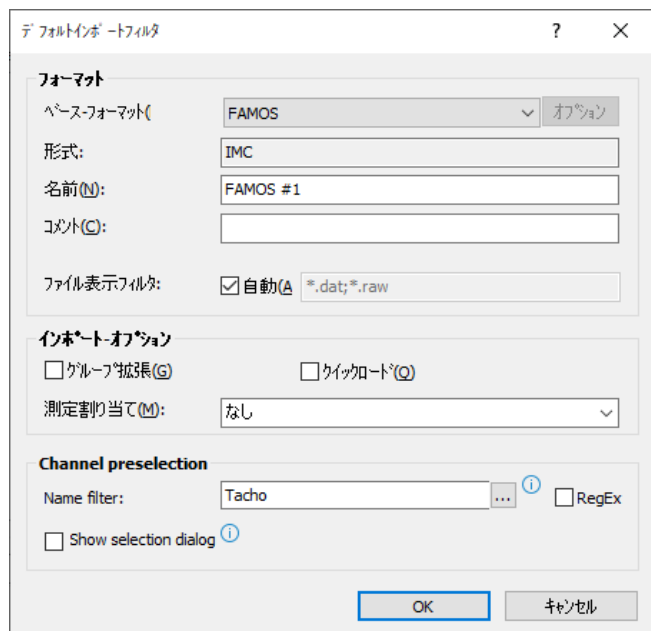 デフォルトインポートフィルタ ? ×
フォーマット
ベース-フォーマット( FAMOS オプション
形式: IMC
名前(N): FAMOS #1
コメント(C):
ファイル表示フィルタ: 自動(A *.dat;*.raw
インポート-オプション
グループ拡張(G) クイックロード(Q)
測定割り当て(M): なし
Channel preselection
Name filter: Tacho ... RegEx
Show selection dialog
OK キャンセル